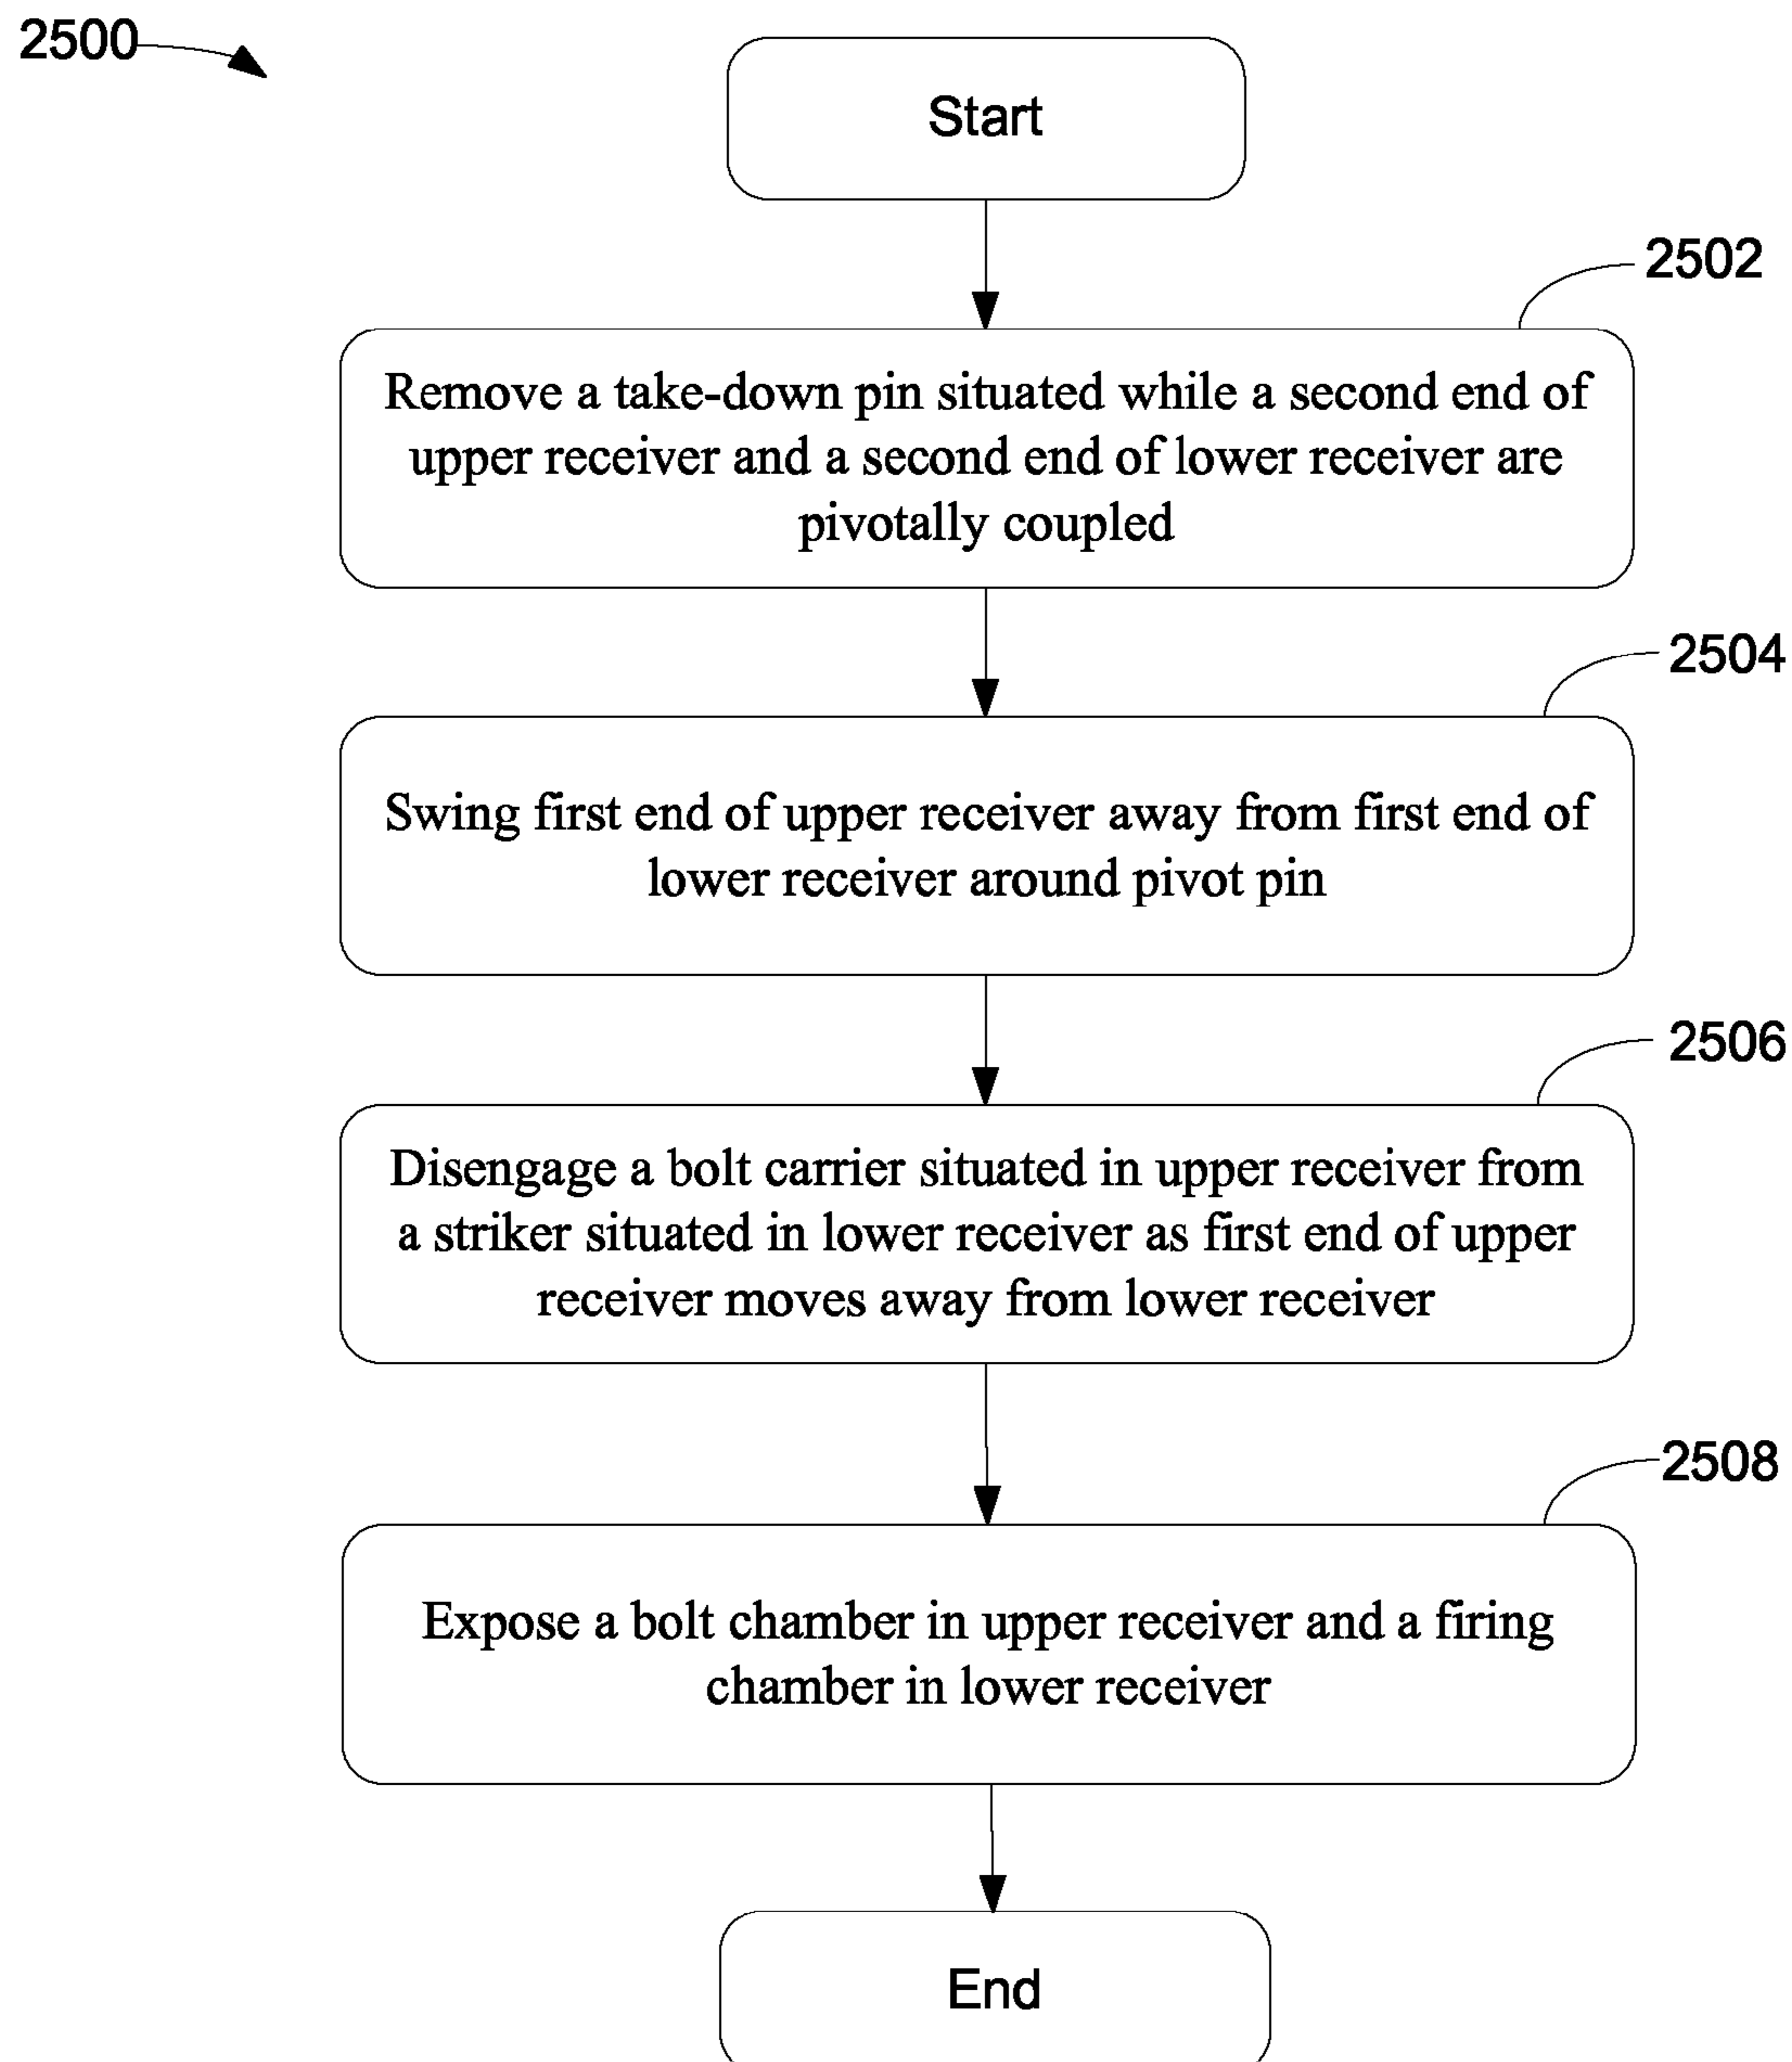 2500
Start
2502
Remove a take-down pin situated while a second end of
upper receiver and a second end of lower receiver are
pivotally coupled
2504
Swing first end of upper receiver away from first end of
lower receiver around pivot pin
2506
Disengage a bolt carrier situated in upper receiver from
a striker situated in lower receiver as first end of upper
receiver moves away from lower receiver
2508
Expose a bolt chamber in upper receiver and a firing
chamber in lower receiver
End